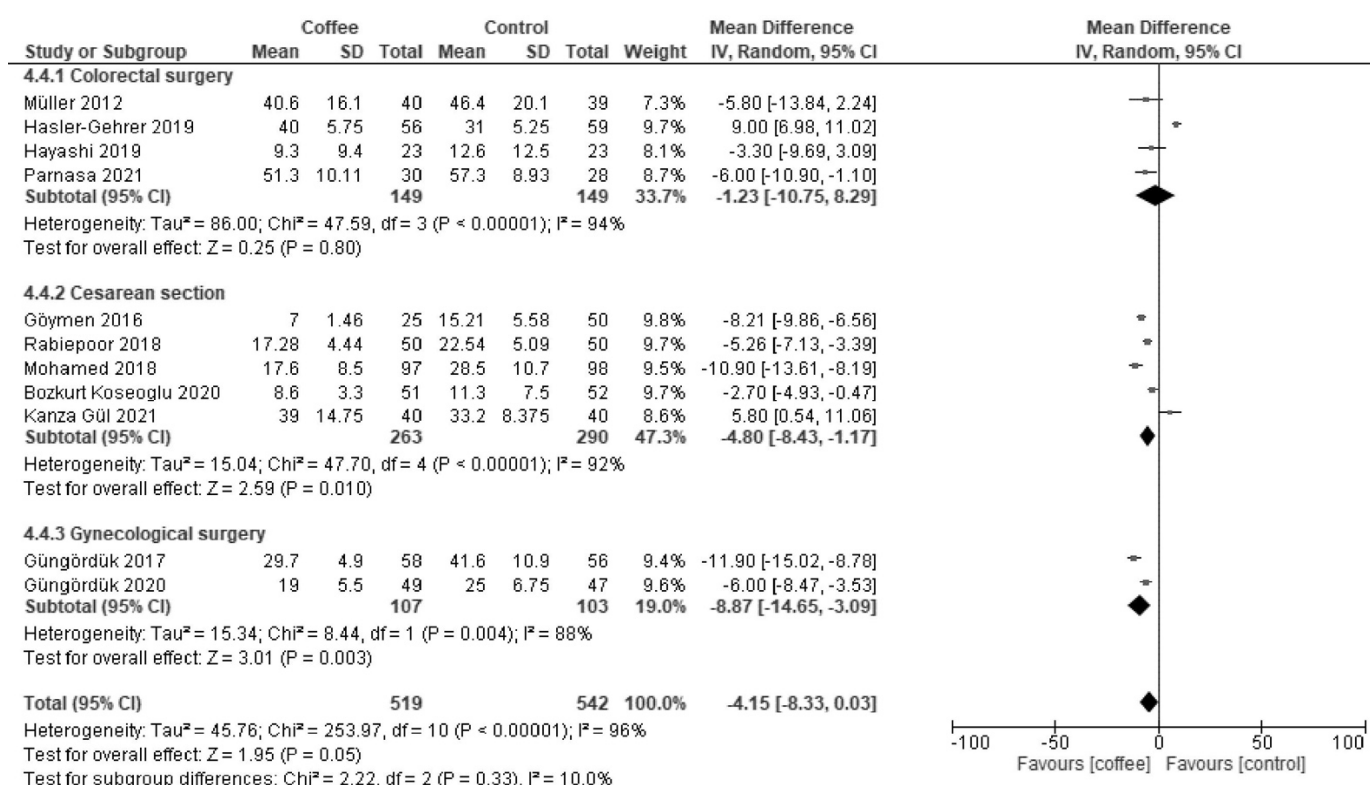 Coffee Control Mean Difference Mean Difference
Study or Subgroup Mean SD Total Mean SD Total Weight IV, Random, 95% CI IV, Random, 95% CI
4.4.1 Colorectal surgery
Müller 2012 40.6 16.1 40 46.4 20.1 39 7.3% -5.80 [-13.84, 2.24]
Hasler-Gehrer 2019 40 5.75 56 31 5.25 59 9.7% 9.00 [6.98, 11.02]
Hayashi 2019 9.3 9.4 23 12.6 12.5 23 8.1% -3.30 [-9.69, 3.09]
Parnasa 2021 51.3 10.11 30 57.3 8.93 28 8.7% -6.00 [-10.90, -1.10]
Subtotal (95% CI) 149 149 33.7% -1.23 [-10.75, 8.29]
Heterogeneity: Tau² = 86.00; Chi² = 47.59, df = 3 (P < 0.00001); I² = 94%
Test for overall effect: Z = 0.25 (P = 0.80)
4.4.2 Cesarean section
Göymen 2016 7 1.46 25 15.21 5.58 50 9.8% -8.21 [-9.86, -6.56]
Rabiepoor 2018 17.28 4.44 50 22.54 5.09 50 9.7% -5.26 [-7.13, -3.39]
Mohamed 2018 17.6 8.5 97 28.5 10.7 98 9.5% -10.90 [-13.61, -8.19]
Bozkurt Koseoglu 2020 8.6 3.3 51 11.3 7.5 52 9.6% -2.70 [-4.93, -0.47]
Kanza Gül 2021 39 14.75 40 33.2 8.375 40 8.6% 5.80 [0.54, 11.06]
Subtotal (95% CI) 263 290 47.3% -4.80 [-8.43, -1.17]
Heterogeneity: Tau² = 15.04; Chi² = 47.70, df = 4 (P < 0.00001); I² = 92%
Test for overall effect: Z = 2.59 (P = 0.010)
4.4.3 Gynecological surgery
Güngördük 2017 29.7 4.9 58 41.6 10.9 56 9.4% -11.90 [-15.02, -8.78]
Güngördük 2020 19 5.5 49 25 6.75 47 9.6% -6.00 [-8.47, -3.53]
Subtotal (95% CI) 107 103 19.0% -8.87 [-14.65, -3.09]
Heterogeneity: Tau² = 15.34; Chi² = 8.44, df = 1 (P = 0.004); I² = 88%
Test for overall effect: Z = 3.01 (P = 0.003)
Total (95% CI) 519 542 100.0% -4.15 [-8.33, 0.03]
Heterogeneity: Tau² = 45.76; Chi² = 253.97, df = 10 (P < 0.00001); I² = 96%
Test for overall effect: Z = 1.95 (P = 0.05)
Test for subgroup differences: Chi² = 2.22, df = 2 (P = 0.33), I² = 10.0%
-100 -50 0 50 100
Favours [coffee] Favours [control]